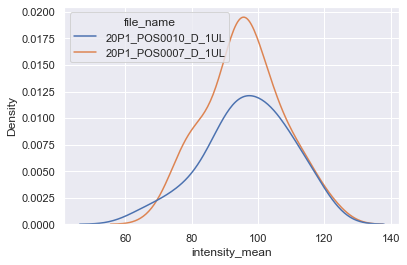 file_name
20P1_POS0010_D_1UL
20P1_POS0007_D_1UL
Density
0.0200
0.0175
0.0150
0.0125
0.0100
0.0075
0.0050
0.0025
0.0000
60 80 100 120 140
intensity_mean